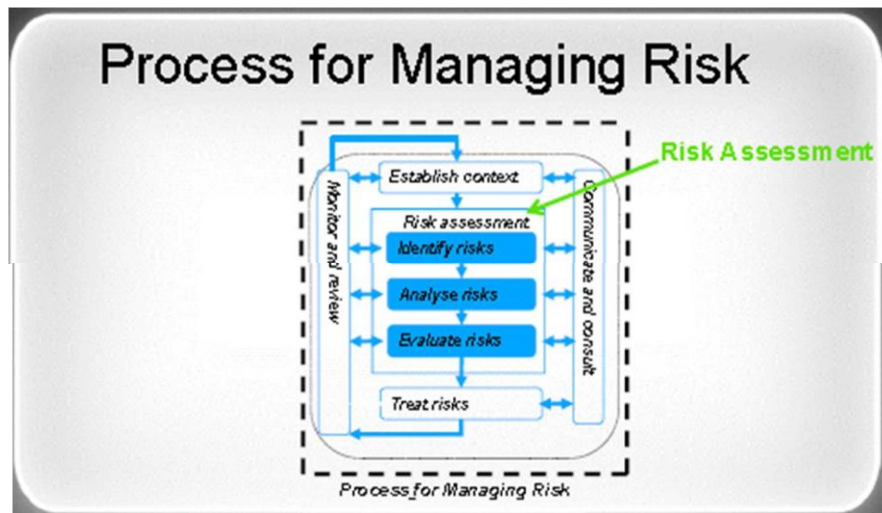 Process for Managing Risk
Risk Assessment
Establish context
Risk assessment
Identify risks
Analyse risks
Evaluate risks
Treat risks
Monitor and review
Communicate and consult
Process for Managing Risk